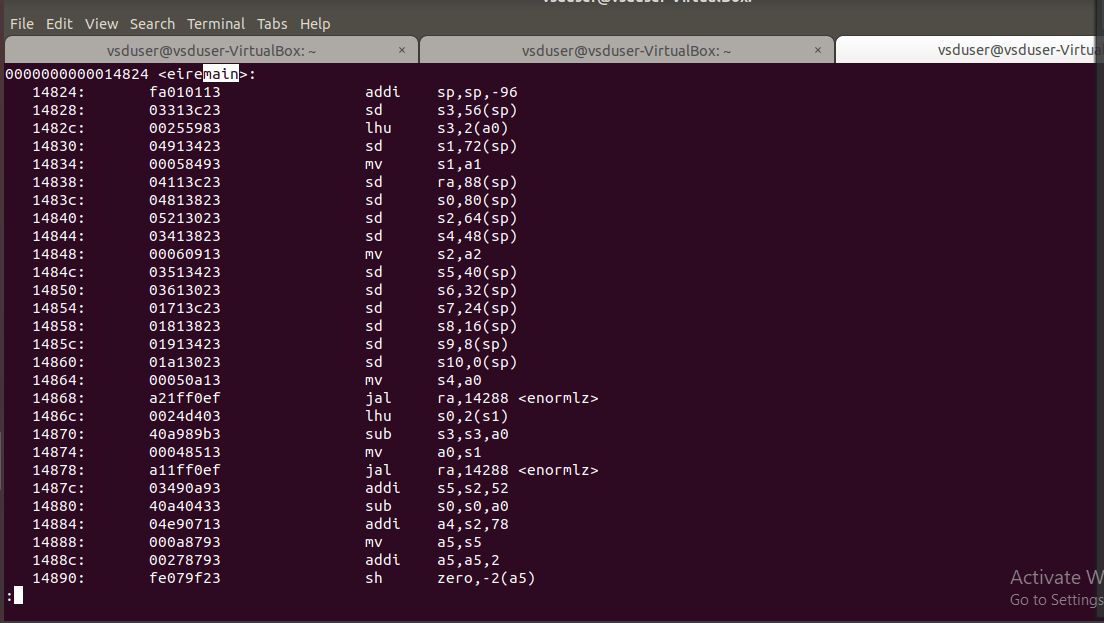 File Edit View Search Terminal Tabs Help
vsduser@vsduser-VirtualBox: ~ × vsduser@vsduser-VirtualBox: ~ × vsduser@vsduser-Virtua
0000000000014824 <eiremain>:
14824: fa010113 addi sp,sp,-96
14828: 03313c23 sd s3,56(sp)
1482c: 00255983 lhu s3,2(a0)
14830: 04913423 sd s1,72(sp)
14834: 00058493 mv s1,a1
14838: 04113c23 sd ra,88(sp)
1483c: 04813823 sd s0,80(sp)
14840: 05213023 sd s2,64(sp)
14844: 03413823 sd s4,48(sp)
14848: 00060913 mv s2,a2
1484c: 03513423 sd s5,40(sp)
14850: 03613023 sd s6,32(sp)
14854: 01713c23 sd s7,24(sp)
14858: 01813823 sd s8,16(sp)
1485c: 01913423 sd s9,8(sp)
14860: 01a13023 sd s10,0(sp)
14864: 00050a13 mv s4,a0
14868: a21ff0ef jal ra,14288 <enormlz>
1486c: 0024d403 lhu s0,2(s1)
14870: 40a989b3 sub s3,s3,a0
14874: 00048513 mv a0,s1
14878: a11ff0ef jal ra,14288 <enormlz>
1487c: 03490a93 addi s5,s2,52
14880: 40a40433 sub s0,s0,a0
14884: 04e90713 addi a4,s2,78
14888: 000a8793 mv a5,s5
1488c: 00278793 addi a5,a5,2
14890: fe079f23 sh zero,-2(a5)
:
Activate W
Go to Settings